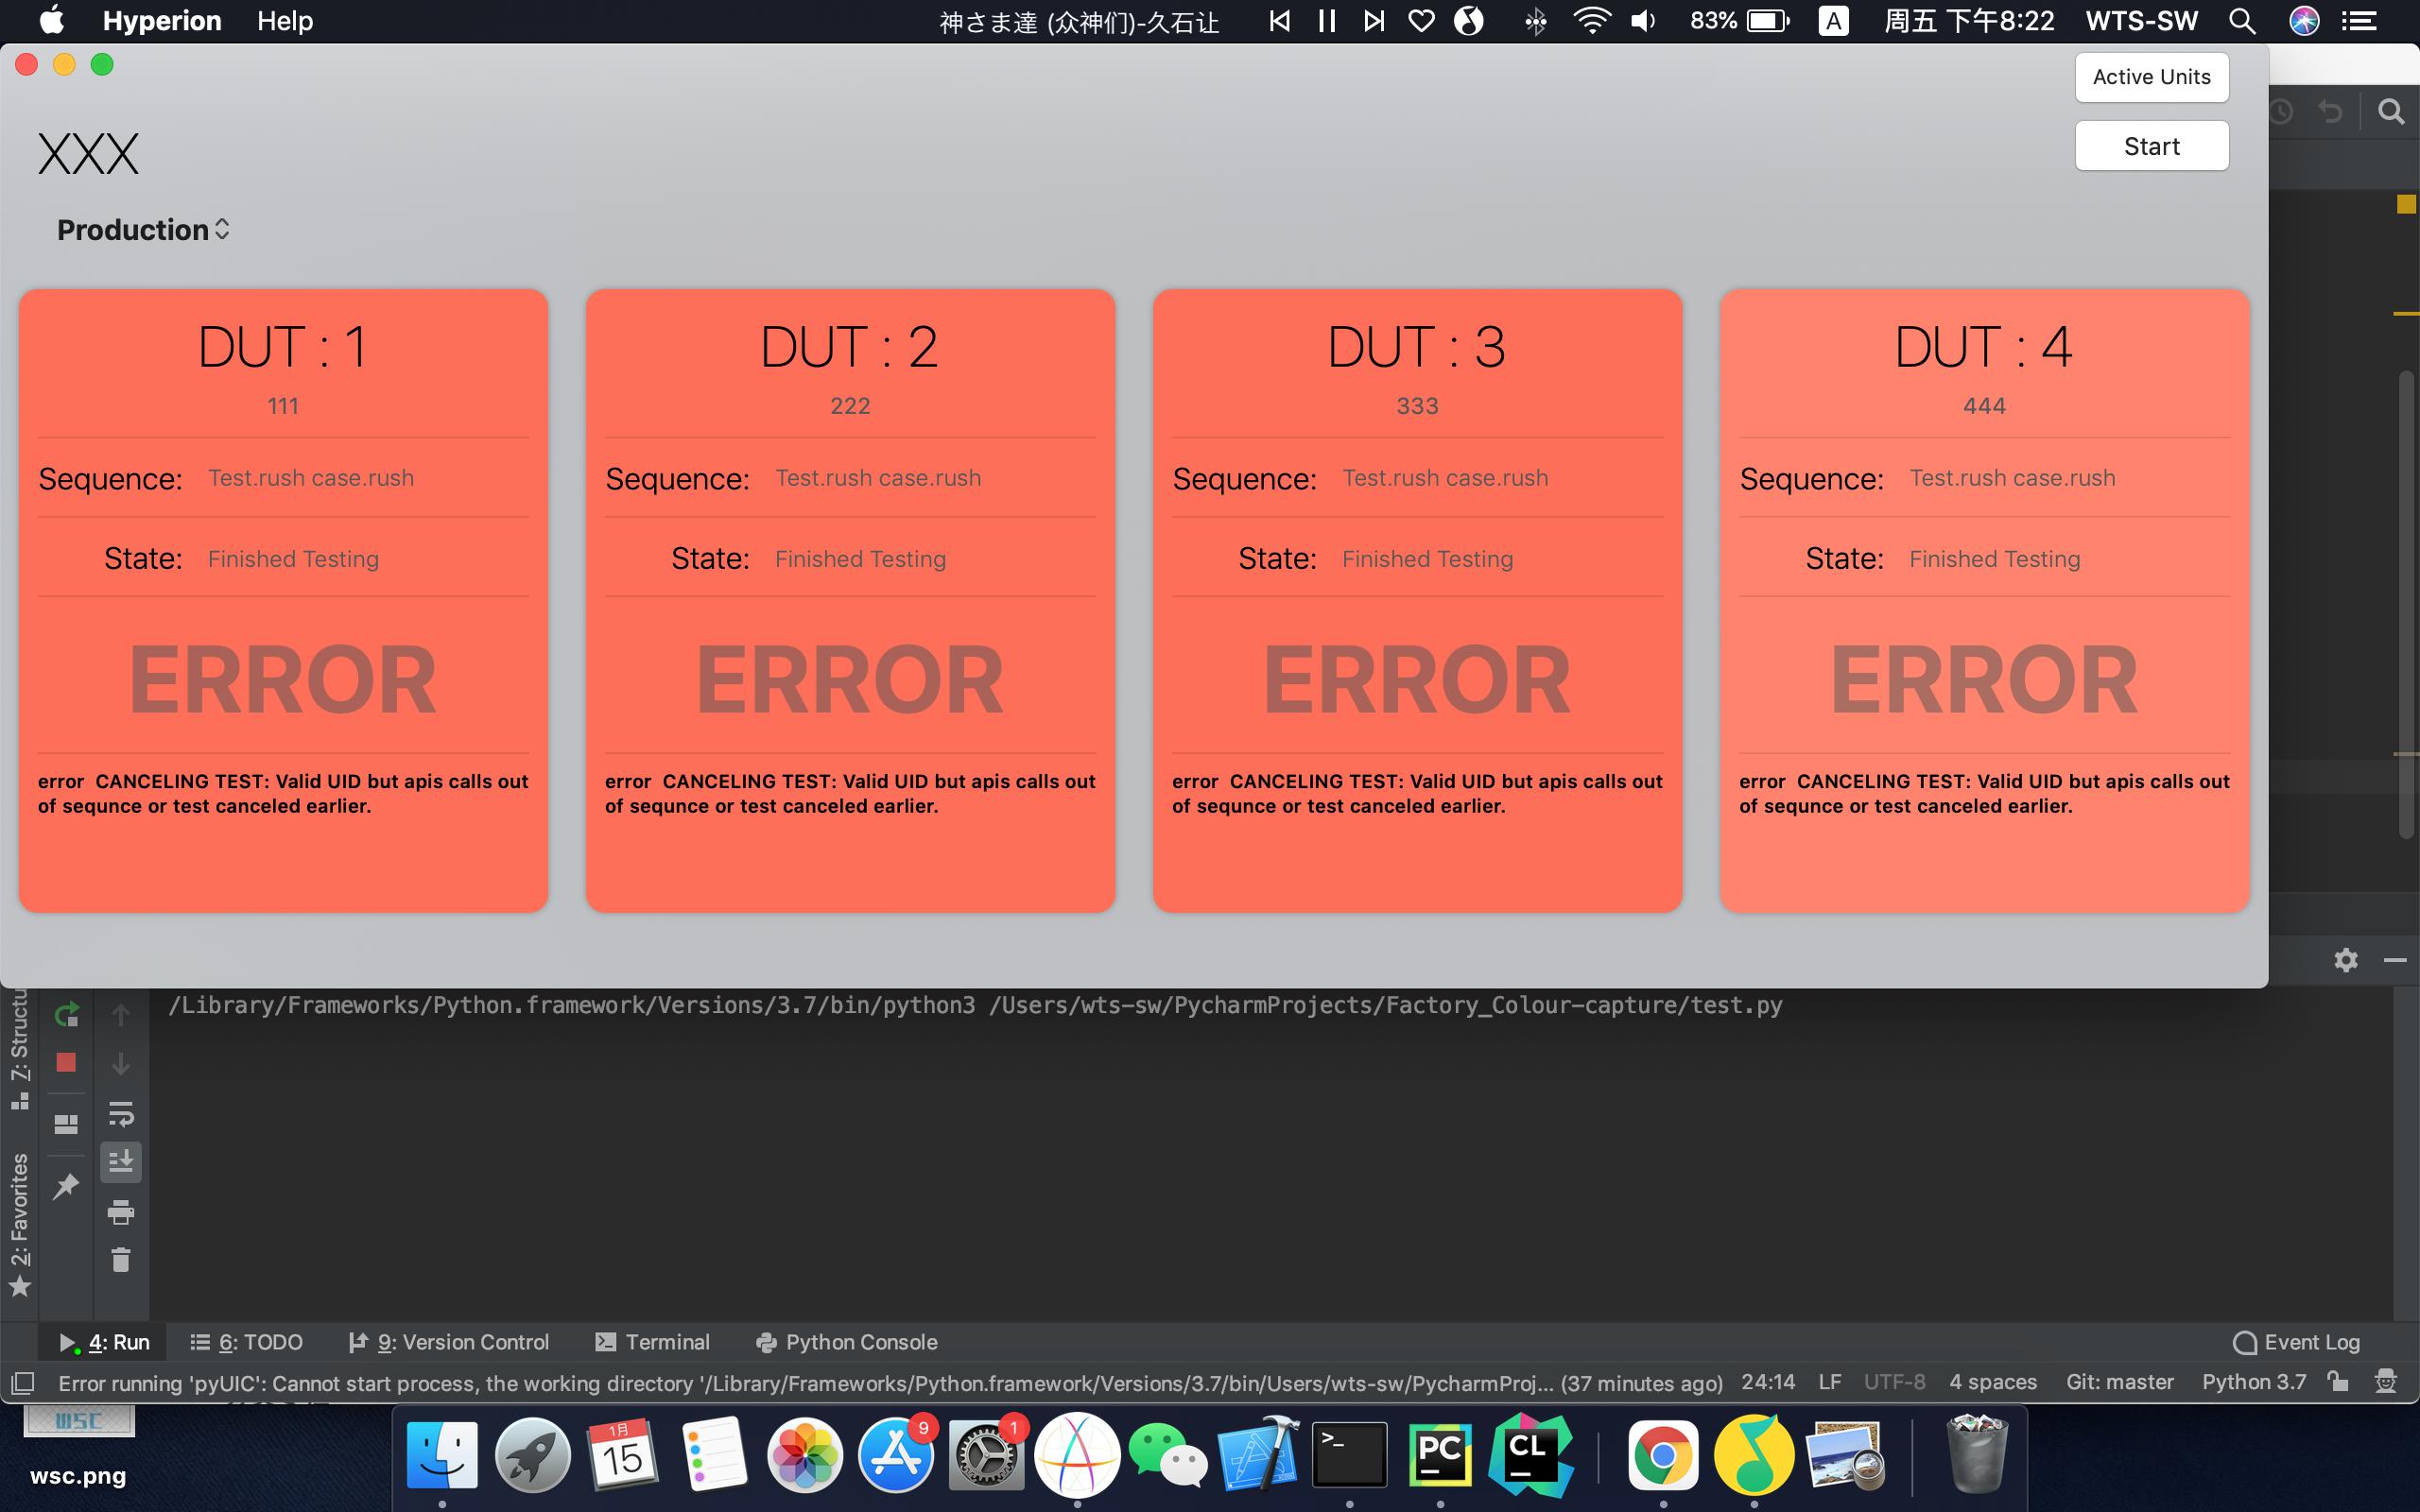 Hyperion Help 神さま達 (众神们)-久石让 83% A 周五 下午8:22 WTS-SW
Active Units
XXX
Start
Production
DUT : 1
111
Sequence: Test.rush case.rush
State: Finished Testing
ERROR
error  CANCELING TEST: Valid UID but apis calls out
of sequnce or test canceled earlier.
DUT : 2
222
Sequence: Test.rush case.rush
State: Finished Testing
ERROR
error  CANCELING TEST: Valid UID but apis calls out
of sequnce or test canceled earlier.
DUT : 3
333
Sequence: Test.rush case.rush
State: Finished Testing
ERROR
error  CANCELING TEST: Valid UID but apis calls out
of sequnce or test canceled earlier.
DUT : 4
444
Sequence: Test.rush case.rush
State: Finished Testing
ERROR
error  CANCELING TEST: Valid UID but apis calls out
of sequnce or test canceled earlier.
/Library/Frameworks/Python.framework/Versions/3.7/bin/python3 /Users/wts-sw/PycharmProjects/Factory_Colour-capture/test.py
Z: Structu
2: Favorites
4: Run 6: TODO 9: Version Control Terminal Python Console Event Log
Error running 'pyUIC': Cannot start process, the working directory '/Library/Frameworks/Python.framework/Versions/3.7/bin/Users/wts-sw/PycharmProj... (37 minutes ago) 24:14 LF UTF-8 4 spaces Git: master Python 3.7
WSC
wsc.png
1月
15
9
1
>_
PC
CL